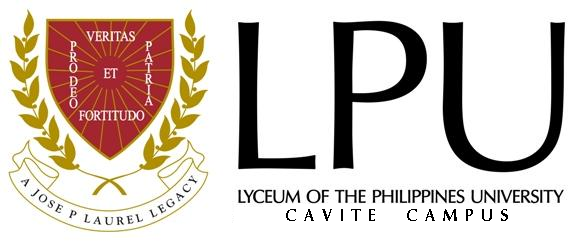 VERITAS
PRO DEO
ET
PATRIA
FORTITUDO
A JOSE P LAUREL LEGACY
LPU
LYCEUM OF THE PHILIPPINES UNIVERSITY
CAVITE CAMPUS